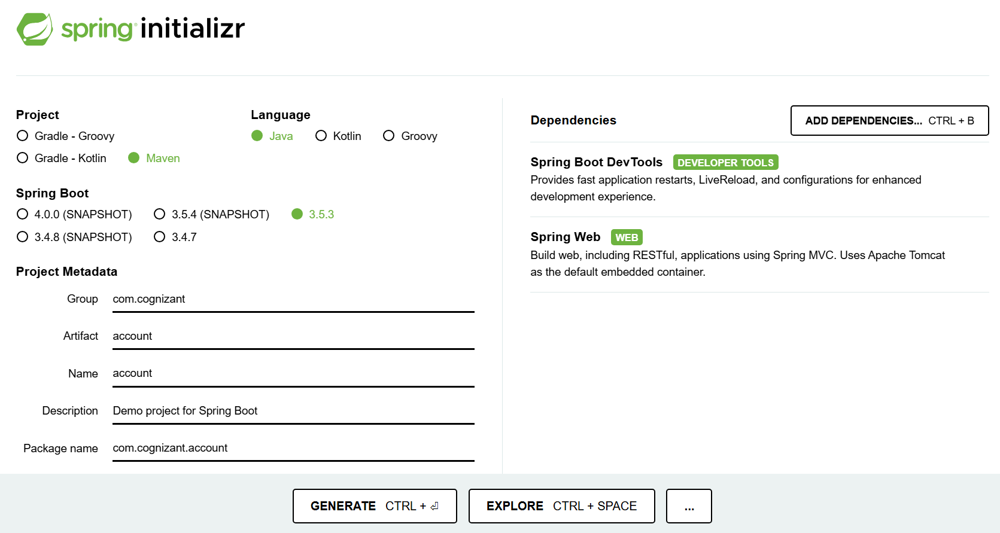 spring initializr
Project
Gradle - Groovy
Gradle - Kotlin Maven
Language
Java Kotlin Groovy
Spring Boot
4.0.0 (SNAPSHOT) 3.5.4 (SNAPSHOT) 3.5.3
3.4.8 (SNAPSHOT) 3.4.7
Project Metadata
Group com.cognizant
Artifact account
Name account
Description Demo project for Spring Boot
Package name com.cognizant.account
Dependencies ADD DEPENDENCIES... CTRL + B
Spring Boot DevTools DEVELOPER TOOLS
Provides fast application restarts, LiveReload, and configurations for enhanced
development experience.
Spring Web WEB
Build web, including RESTful, applications using Spring MVC. Uses Apache Tomcat
as the default embedded container.
GENERATE CTRL + ⏎ EXPLORE CTRL + SPACE ...